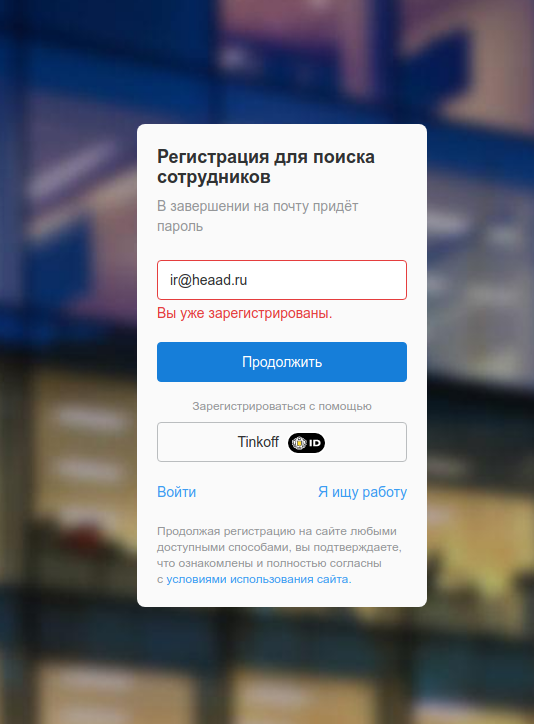 Регистрация для поиска
сотрудников
В завершении на почту придёт
пароль
ir@heaad.ru
Вы уже зарегистрированы.
Продолжить
Зарегистрироваться с помощью
Tinkoff ID
Войти
Я ищу работу
Продолжая регистрацию на сайте любыми
доступными способами, вы подтверждаете,
что ознакомлены и полностью согласны
с условиями использования сайта.